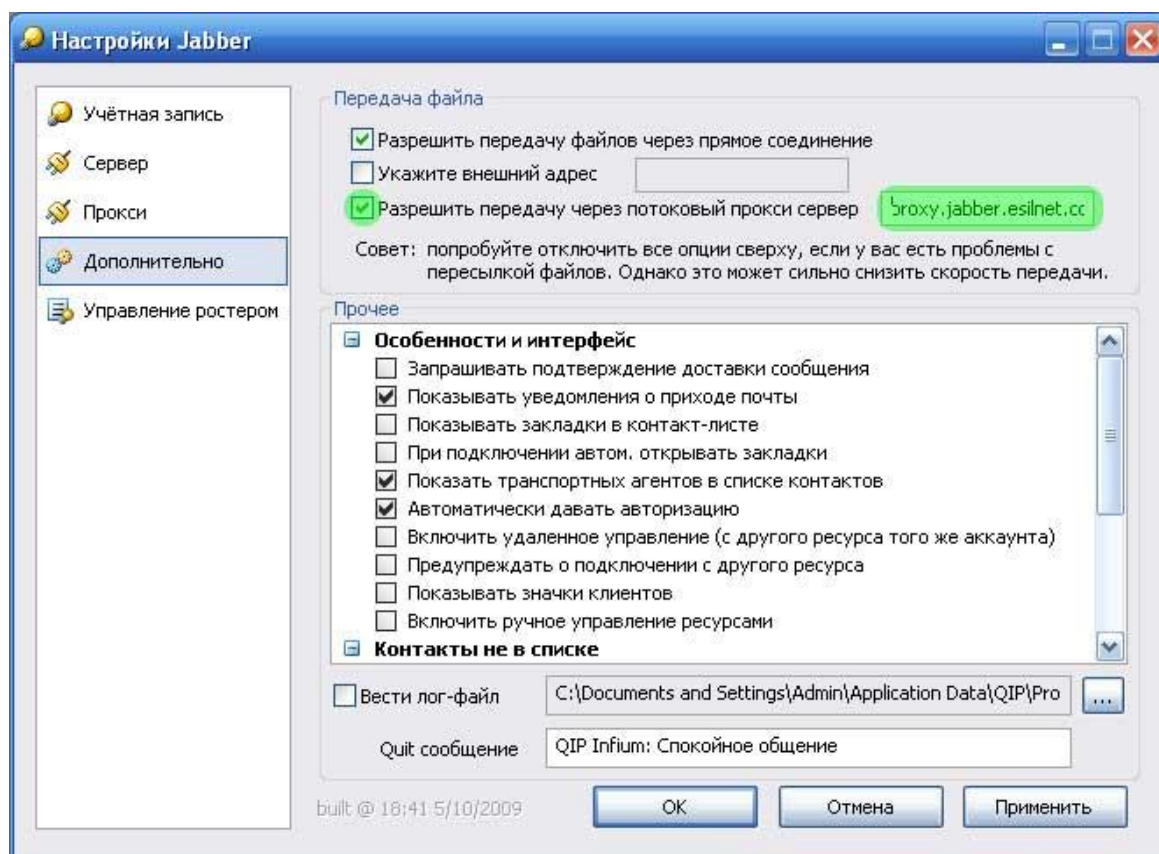 Настройки Jabber
Учётная запись
Сервер
Прокси
Дополнительно
Управление ростером
Передача файла
Разрешить передачу файлов через прямое соединение
Укажите внешний адрес
Разрешить передачу через потоковый прокси сервер proxy.jabber.esilnet.cc
Совет: попробуйте отключить все опции сверху, если у вас есть проблемы с
пересылкой файлов. Однако это может сильно снизить скорость передачи.
Прочее
Особенности и интерфейс
Запрашивать подтверждение доставки сообщения
Показывать уведомления о приходе почты
Показывать закладки в контакт-листе
При подключении автом. открывать закладки
Показать транспортных агентов в списке контактов
Автоматически давать авторизацию
Включить удаленное управление (с другого ресурса того же аккаунта)
Предупреждать о подключении с другого ресурса
Показывать значки клиентов
Включить ручное управление ресурсами
Контакты не в списке
Вести лог-файл C:\Documents and Settings\Admin\Application Data\QIP\Pro ...
Quit сообщение QIP Infium: Спокойное общение
built @ 18:41 5/10/2009 OK Отмена Применить